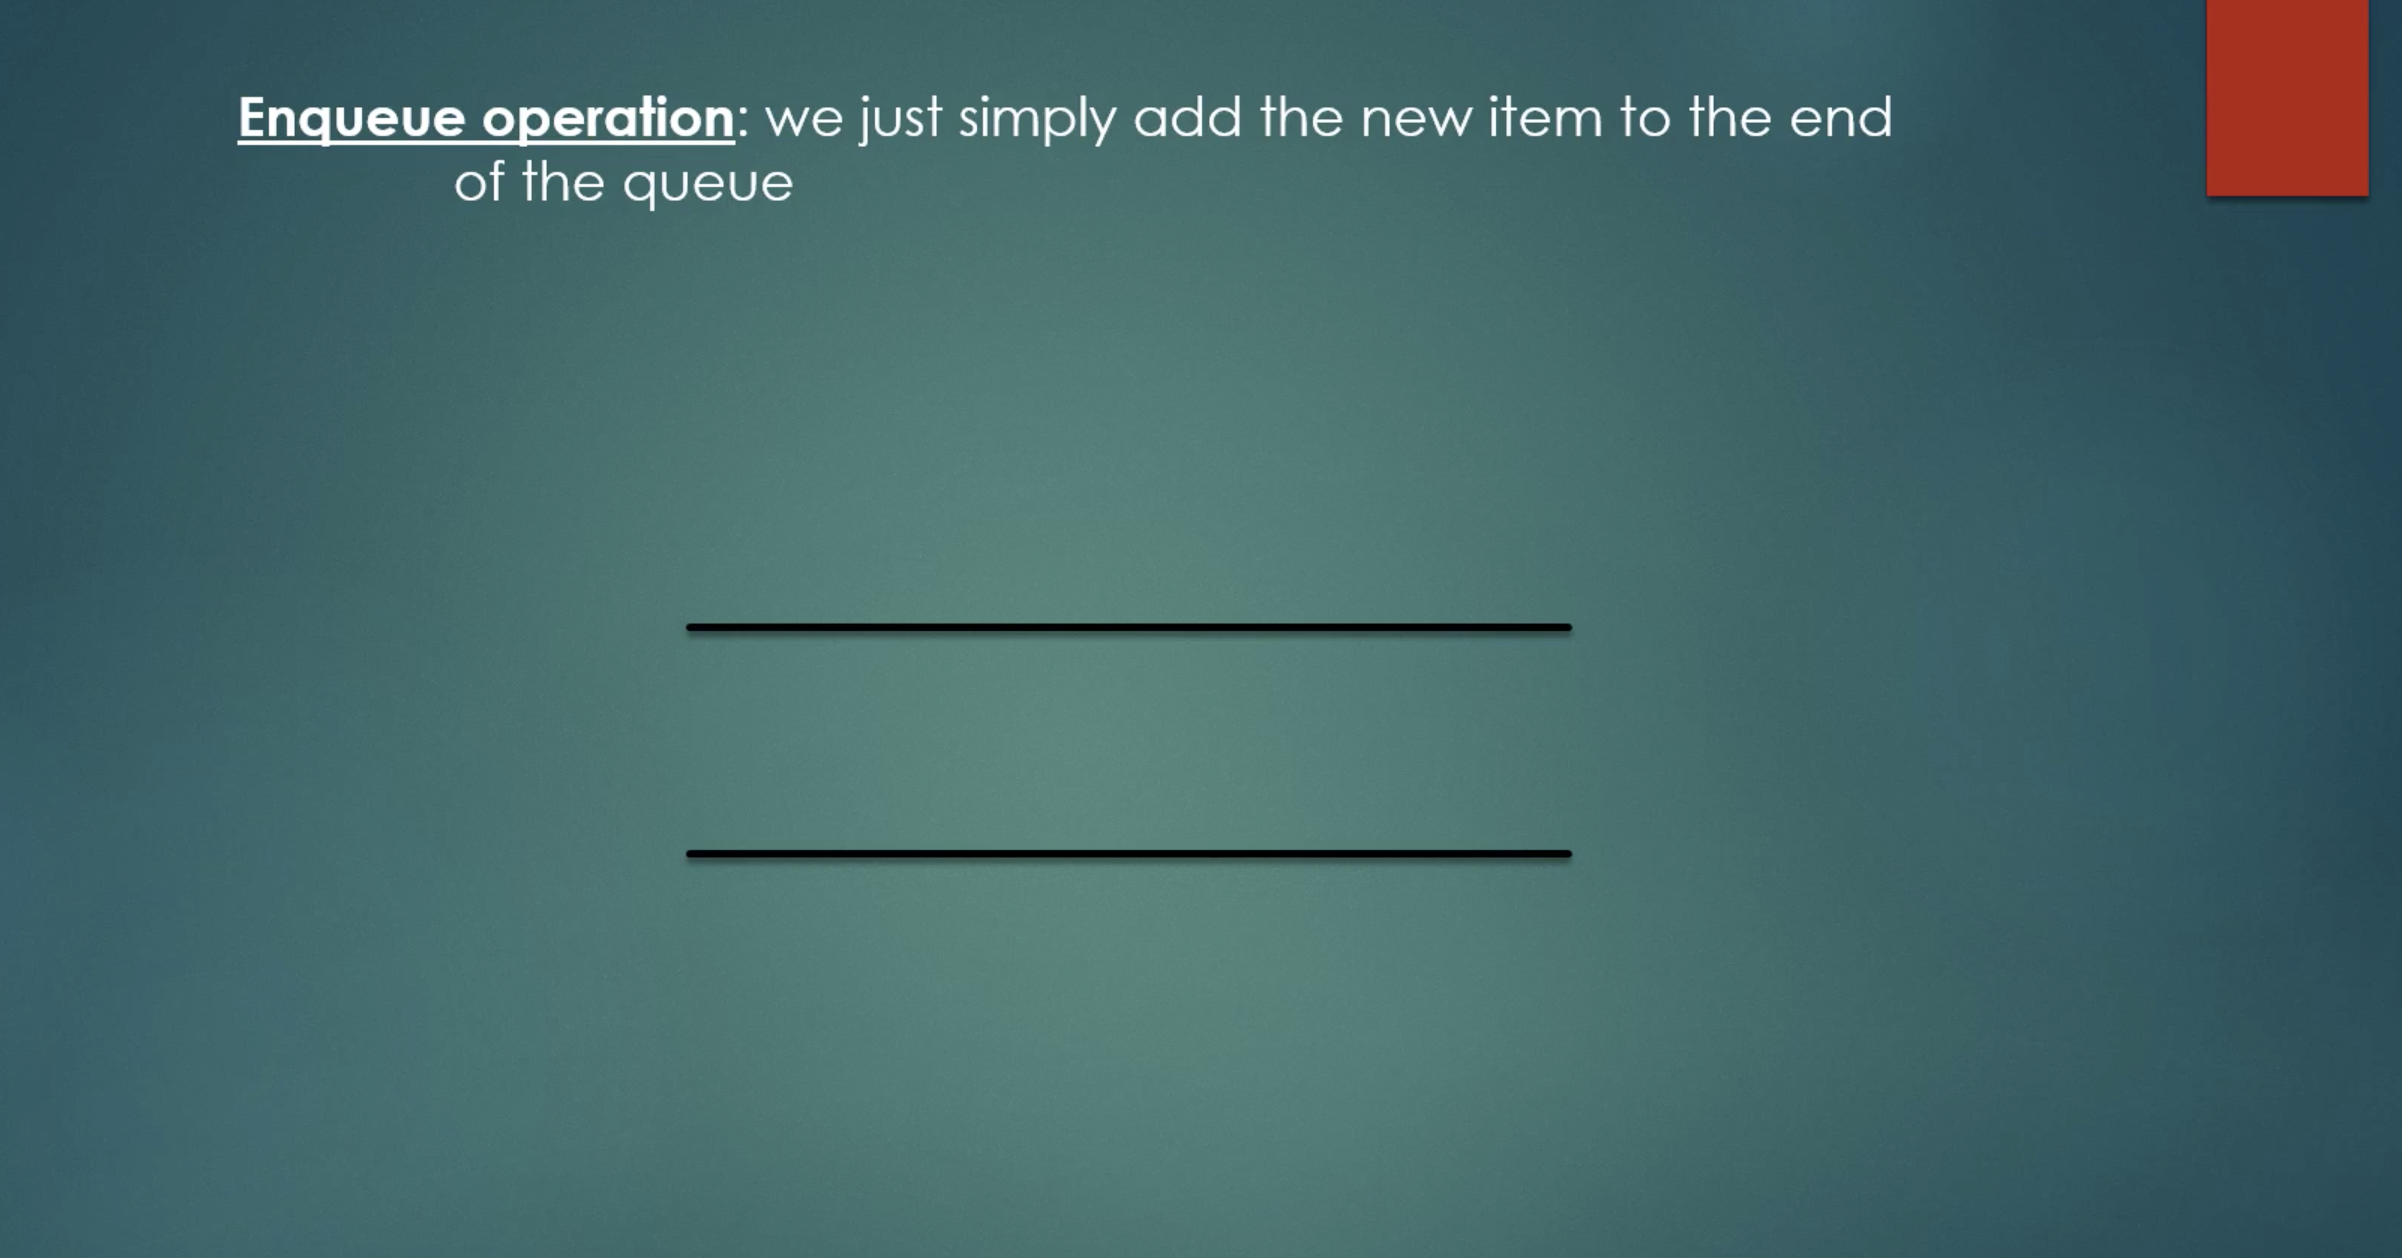 Enqueue operation: we just simply add the new item to the end
of the queue